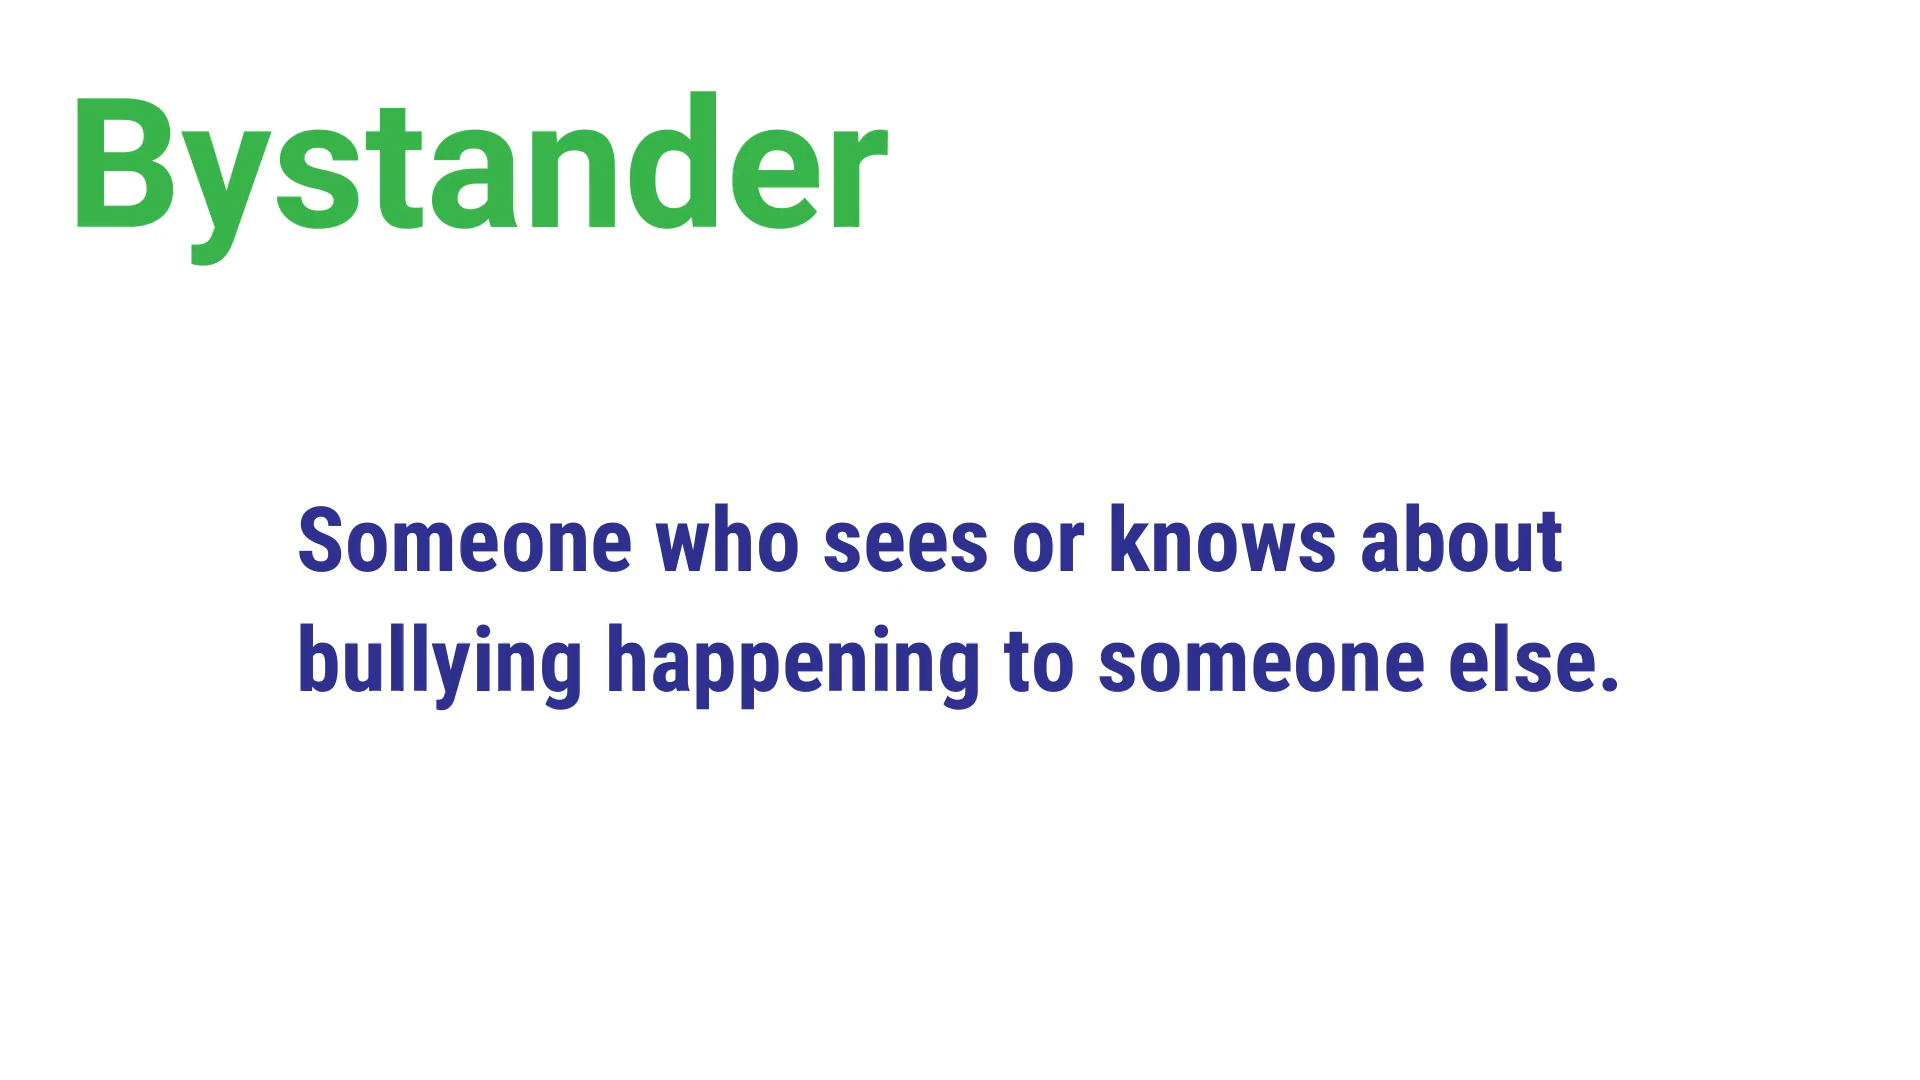 Bystander
Someone who sees or knows about
bullying happening to someone else.